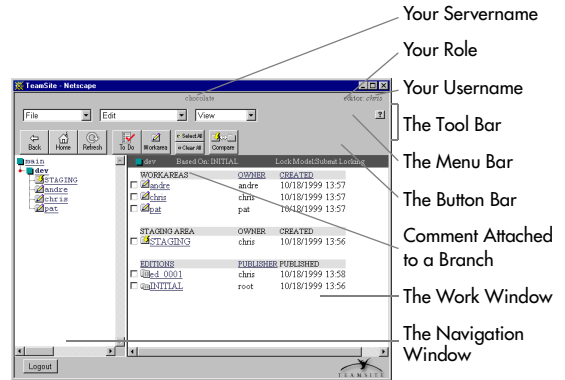 Your Servername
Your Role
Your Username
The Tool Bar
The Menu Bar
The Button Bar
Comment Attached
to a Branch
The Work Window
The Navigation
Window
TeamSite - Netscape
chocolate
editor: chris
File
Edit
View
?
Back
Home
Refresh
To Do
Workarea
Select All
Clear All
Compare
main
dev
STAGING
andre
chris
pat
dev Based On: INITIAL Lock Model:Submit Locking
WORKAREAS OWNER CREATED
andre andre 10/18/1999 13:57
chris chris 10/18/1999 13:57
pat pat 10/18/1999 13:57
STAGING AREA OWNER CREATED
STAGING chris 10/18/1999 13:56
EDITIONS PUBLISHER PUBLISHED
ed_0001 chris 10/18/1999 13:58
INITIAL root 10/18/1999 13:56
Logout
TEAMSITE